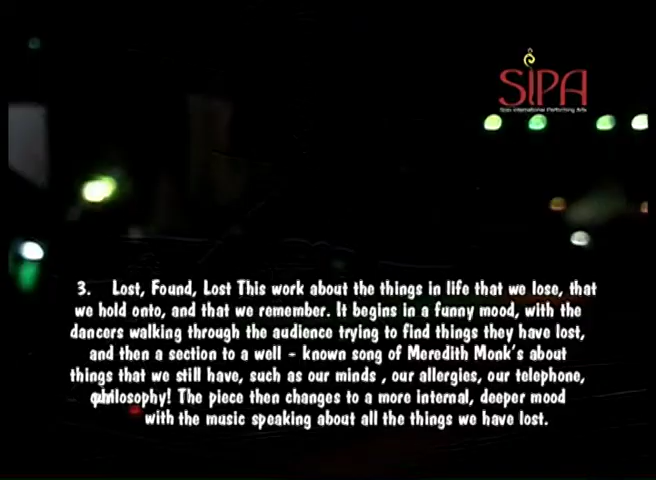 SIPA
3. Lost, Found, Lost This work about the things in life that we lose, that
we hold onto, and that we remember. It begins in a funny mood, with the
dancers walking through the audience trying to find things they have lost,
and then a section to a well - known song of Meredith Monk's about
things that we still have, such as our minds , our allergies, our telephone,
philosophy! The piece then changes to a more internal, deeper mood
with the music speaking about all the things we have lost.